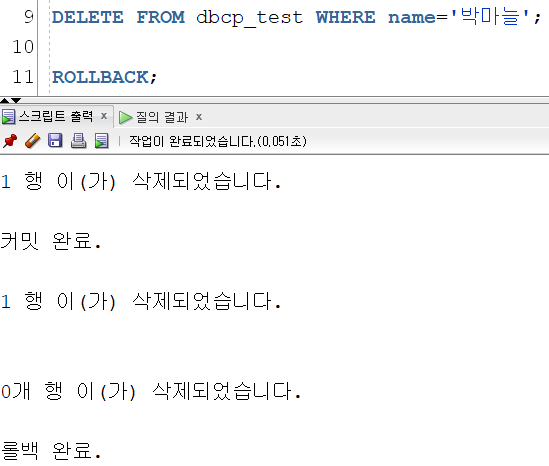 9 DELETE FROM dbcp_test WHERE name='박마늘';
10
11 ROLLBACK;
스크립트 출력 x 질의 결과 x
작업이 완료되었습니다.(0,051초)
1 행 이(가) 삭제되었습니다.
커밋 완료.
1 행 이(가) 삭제되었습니다.
0개 행 이(가) 삭제되었습니다.
롤백 완료.